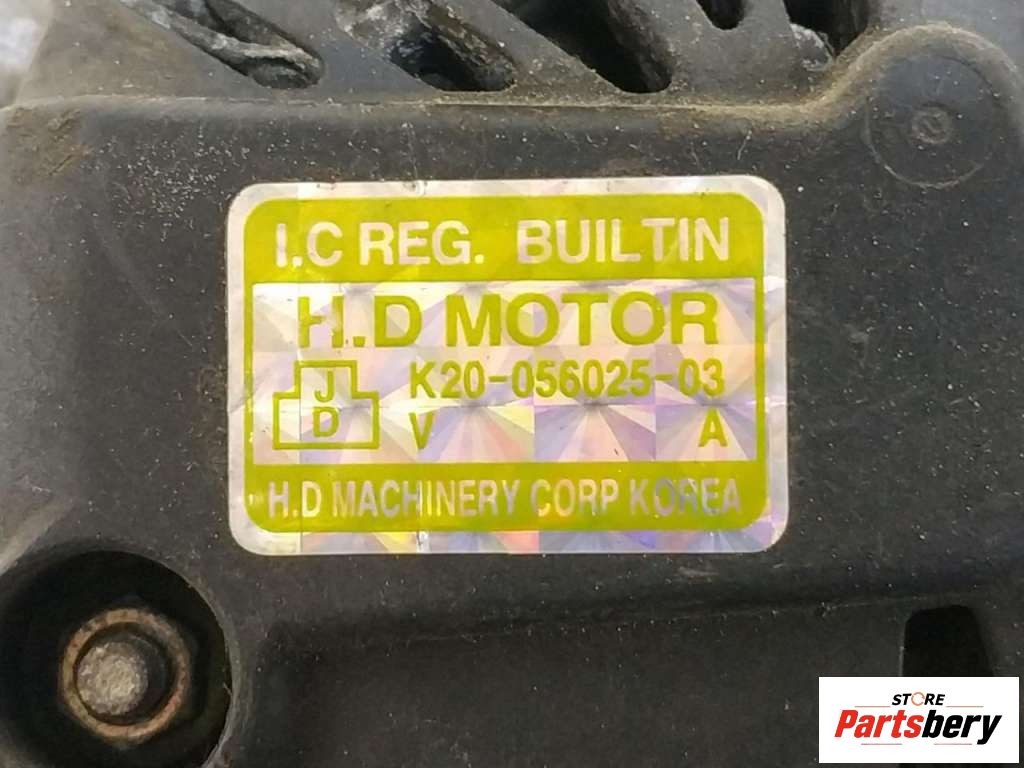 I.C REG. BUILTIN
H.D MOTOR
J D
K20-056025-03
V A
H.D MACHINERY CORP KOREA
STORE
Partsbery